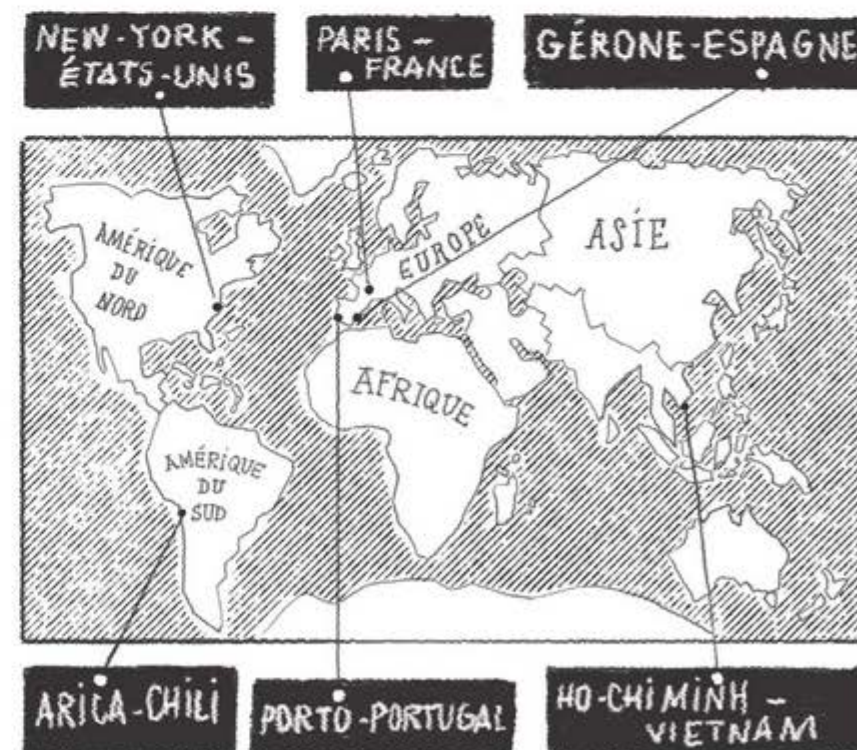 NEW-YORK -
ÉTATS-UNIS
PARIS -
FRANCE
GÉRONE-ESPAGNE
AMÉRIQUE
DU
NORD
EUROPE
ASÍE
AFRIQUE
AMÉRIQUE
DU
SUD
ARICA-CHILI
PORTO-PORTUGAL
HO-CHI MINH -
VIETNAM